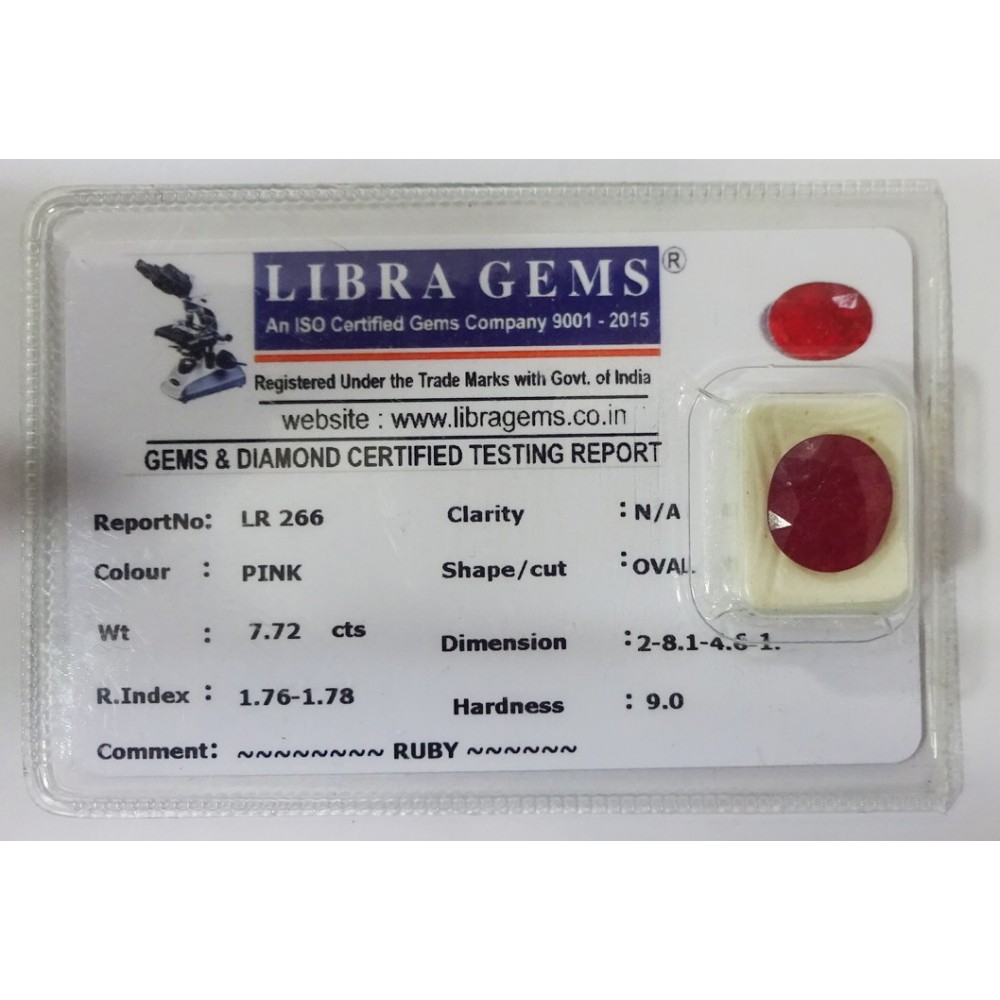 LIBRA GEMS ®
An ISO Certified Gems Company 9001 - 2015
Registered Under the Trade Marks with Govt. of India
website : www.libragems.co.in
GEMS & DIAMOND CERTIFIED TESTING REPORT
ReportNo: LR 266 Clarity : N/A
Colour : PINK Shape/cut : OVAL
Wt : 7.72 cts Dimension : 2-8.1-4.6-1.
R.Index : 1.76-1.78 Hardness : 9.0
Comment: ~~~~~~~~ RUBY ~~~~~~